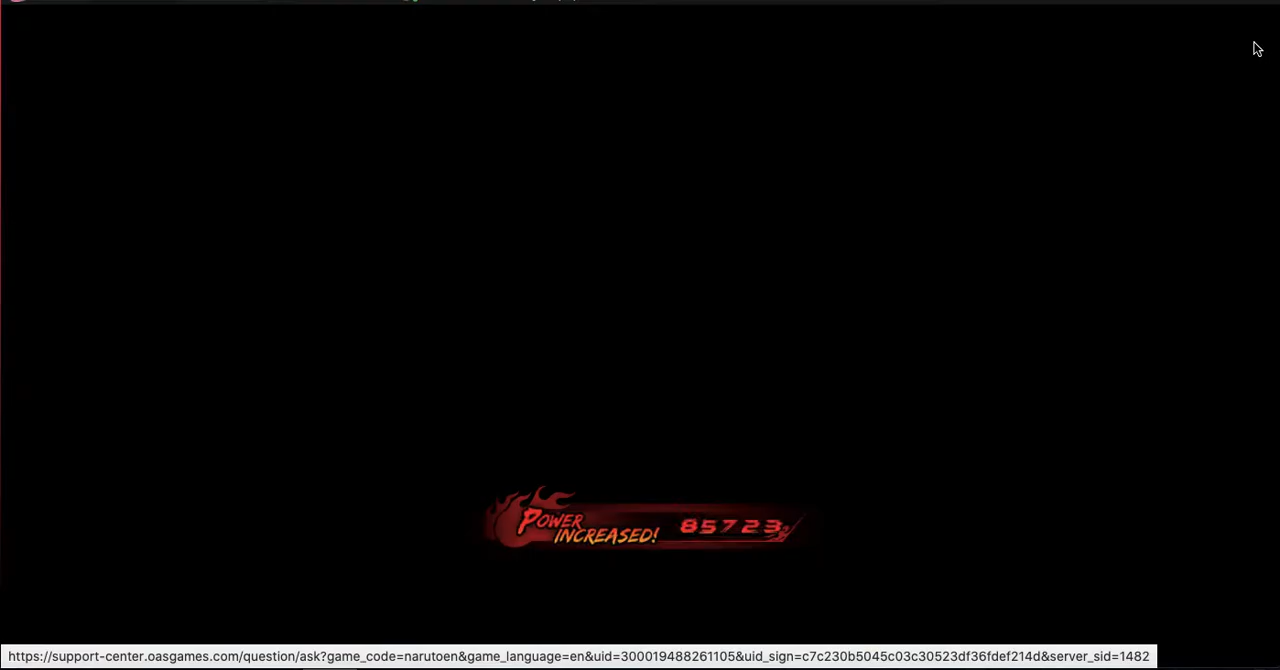 POWER
INCREASED!
85723
https://support-center.oasgames.com/question/ask?game_code=narutoen&game_language=en&uid=300019488261105&uid_sign=c7c230b5045c03c30523df36fdef214d&server_sid=1482